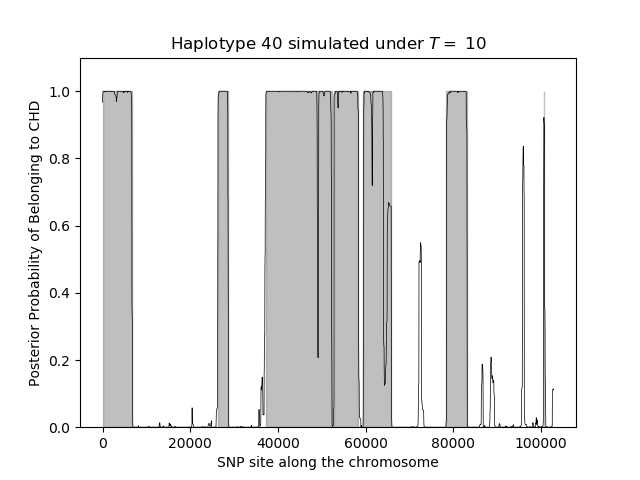 Haplotype 40 simulated under T = 10
Posterior Probability of Belonging to CHD
1.0
0.8
0.6
0.4
0.2
0.0
0 20000 40000 60000 80000 100000
SNP site along the chromosome